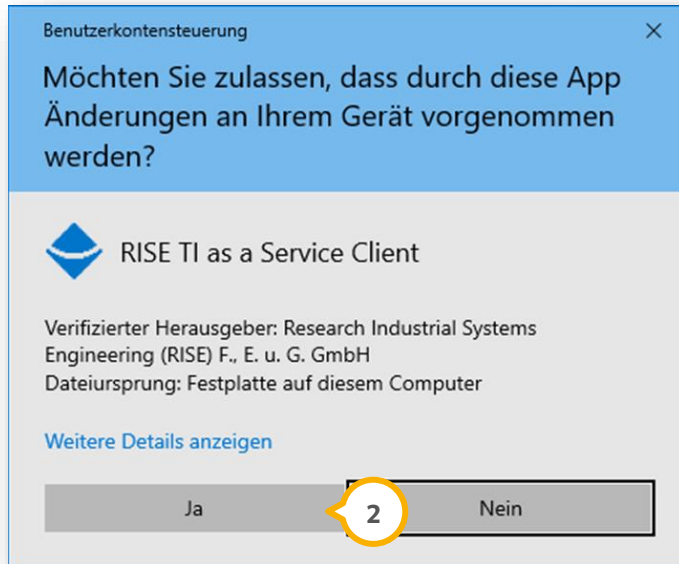 Benutzerkontensteuerung
Möchten Sie zulassen, dass durch diese App
Änderungen an Ihrem Gerät vorgenommen
werden?
RISE TI as a Service Client
Verifizierter Herausgeber: Research Industrial Systems
Engineering (RISE) F., E. u. G. GmbH
Dateiursprung: Festplatte auf diesem Computer
Weitere Details anzeigen
Ja 2 Nein